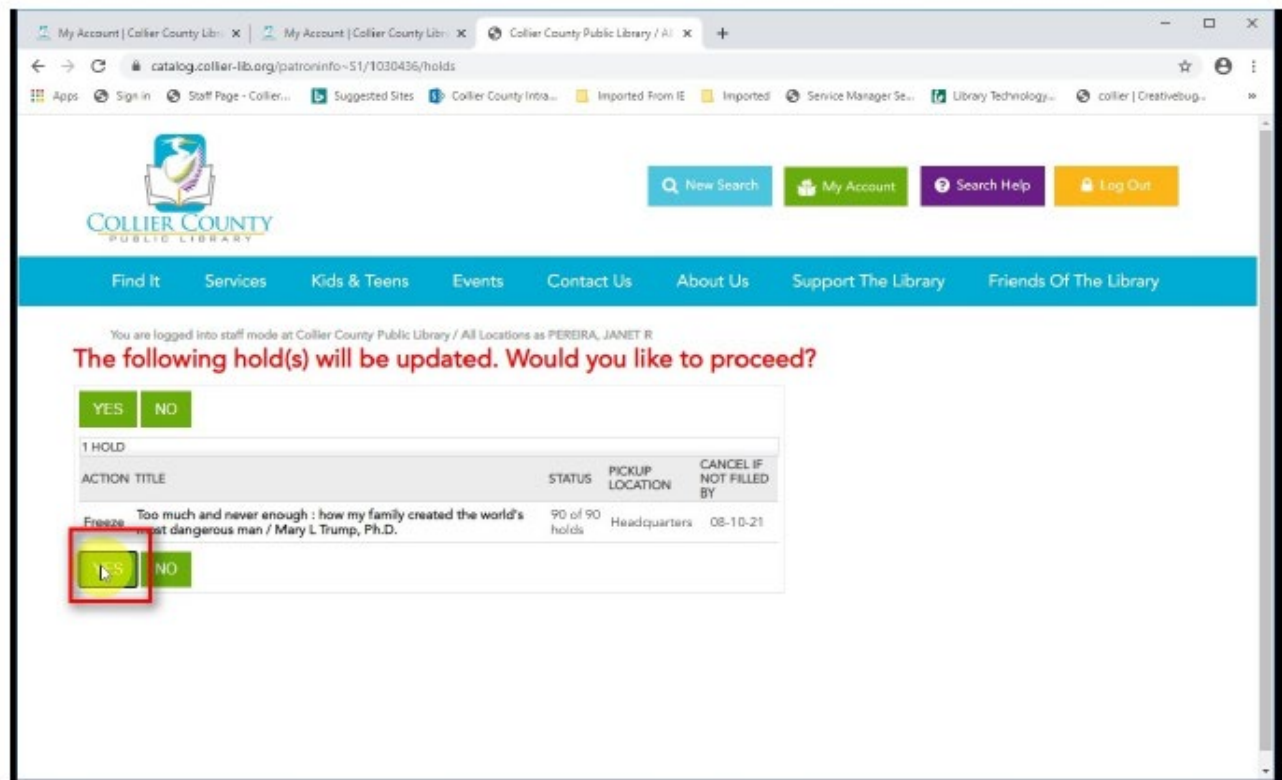 My Account | Collier County Libr
My Account | Collier County Libr
Collier County Public Library / Al
catalog.collier-lib.org/patroninfo~S1/1030436/holds
Apps Sign in Staff Page - Collier... Suggested Sites Collier County Intra... Imported From IE Imported Service Manager Se... Library Technology... collier | Creativebug...
New Search My Account Search Help Log Out
COLLIER COUNTY
PUBLIC LIBRARY
Find It Services Kids & Teens Events Contact Us About Us Support The Library Friends Of The Library
You are logged into staff mode at Collier County Public Library / All Locations as PEREIRA, JANET R
The following hold(s) will be updated. Would you like to proceed?
YES NO
1 HOLD
ACTION TITLE STATUS PICKUP LOCATION CANCEL IF NOT FILLED BY
Freeze Too much and never enough : how my family created the world's most dangerous man / Mary L Trump, Ph.D. 90 of 90 holds Headquarters 08-10-21
YES NO